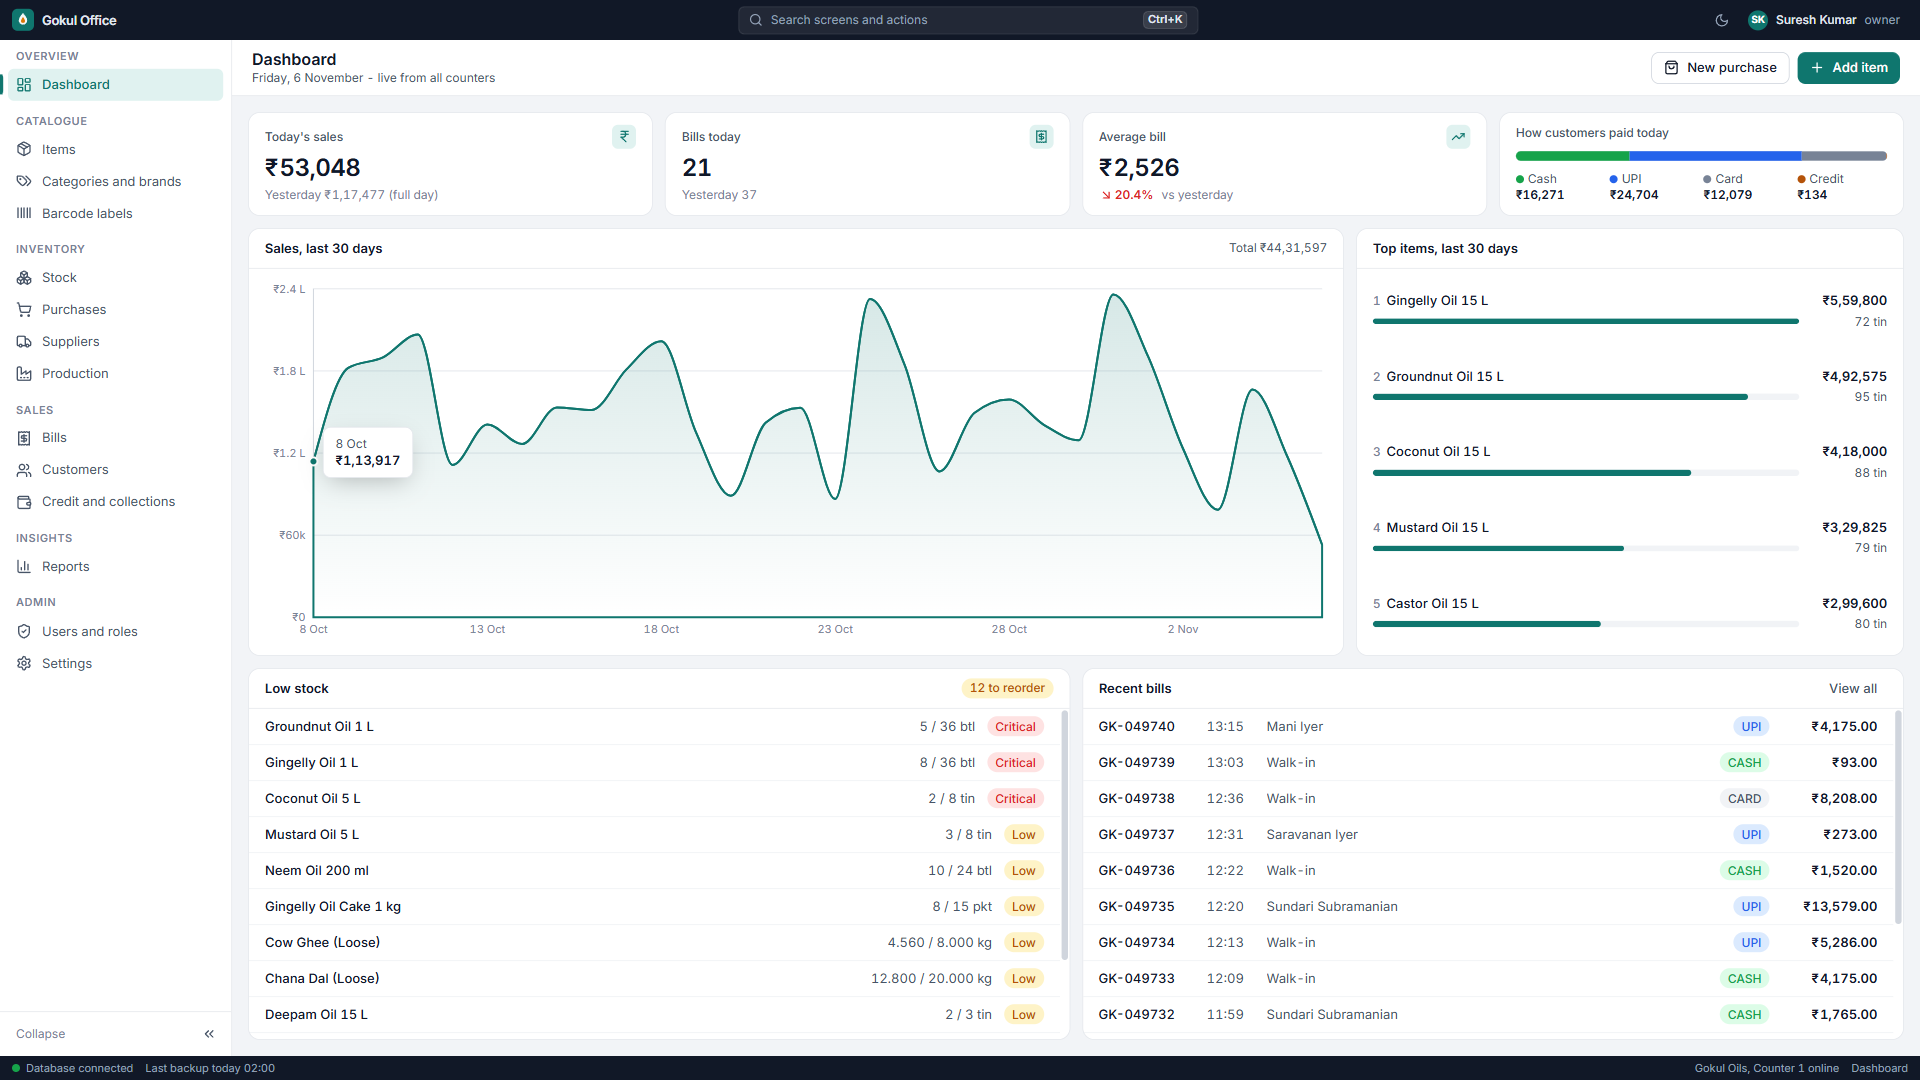 Gokul Office
Search screens and actions
Ctrl+K
SK
Suresh Kumar owner
OVERVIEW
Dashboard
CATALOGUE
Items
Categories and brands
Barcode labels
INVENTORY
Stock
Purchases
Suppliers
Production
SALES
Bills
Customers
Credit and collections
INSIGHTS
Reports
ADMIN
Users and roles
Settings
Collapse
Dashboard
Friday, 6 November - live from all counters
New purchase
Add item
Today's sales
₹53,048
Yesterday ₹1,17,477 (full day)
Bills today
21
Yesterday 37
Average bill
₹2,526
20.4% vs yesterday
How customers paid today
Cash UPI Card Credit
₹16,271 ₹24,704 ₹12,079 ₹134
Sales, last 30 days
Total ₹44,31,597
₹2.4 L
₹1.8 L
₹1.2 L
₹60k
₹0
8 Oct
₹1,13,917
8 Oct 13 Oct 18 Oct 23 Oct 28 Oct 2 Nov
Top items, last 30 days
1 Gingelly Oil 15 L ₹5,59,800
72 tin
2 Groundnut Oil 15 L ₹4,92,575
95 tin
3 Coconut Oil 15 L ₹4,18,000
88 tin
4 Mustard Oil 15 L ₹3,29,825
79 tin
5 Castor Oil 15 L ₹2,99,600
80 tin
Low stock
12 to reorder
Groundnut Oil 1 L 5 / 36 btl Critical
Gingelly Oil 1 L 8 / 36 btl Critical
Coconut Oil 5 L 2 / 8 tin Critical
Mustard Oil 5 L 3 / 8 tin Low
Neem Oil 200 ml 10 / 24 btl Low
Gingelly Oil Cake 1 kg 8 / 15 pkt Low
Cow Ghee (Loose) 4.560 / 8.000 kg Low
Chana Dal (Loose) 12.800 / 20.000 kg Low
Deepam Oil 15 L 2 / 3 tin Low
Recent bills
View all
GK-049740 13:15 Mani Iyer UPI ₹4,175.00
GK-049739 13:03 Walk-in CASH ₹93.00
GK-049738 12:36 Walk-in CARD ₹8,208.00
GK-049737 12:31 Saravanan Iyer UPI ₹273.00
GK-049736 12:22 Walk-in CASH ₹1,520.00
GK-049735 12:20 Sundari Subramanian UPI ₹13,579.00
GK-049734 12:13 Walk-in UPI ₹5,286.00
GK-049733 12:09 Walk-in CASH ₹4,175.00
GK-049732 11:59 Sundari Subramanian CASH ₹1,765.00
Database connected Last backup today 02:00
Gokul Oils, Counter 1 online Dashboard